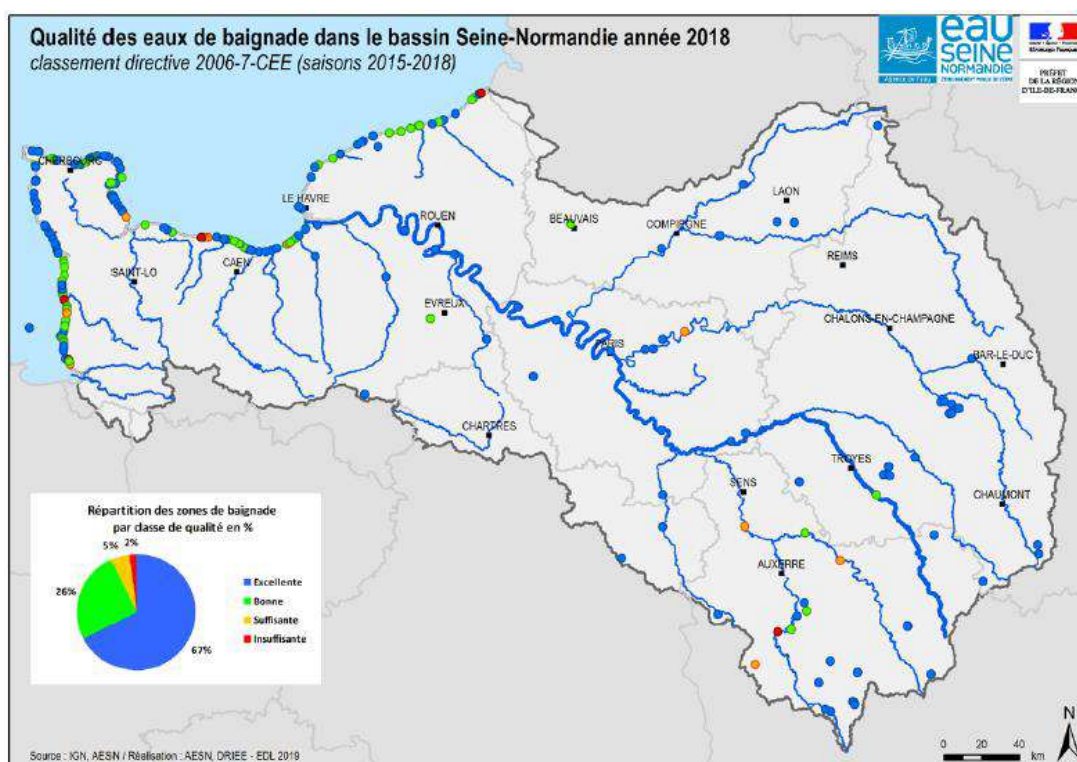 Qualité des eaux de baignade dans le bassin Seine-Normandie année 2018
classement directive 2006-7-CEE (saisons 2015-2018)
eau
SEINE
NORMANDIE
AGENCE DE L'EAU
PRÉFET
DE LA RÉGION
D'ILE-DE-FRANCE
CHERBOURG
LE HAVRE
ROUEN
BEAUVAIS
LAON
COMPIEGNE
SAINT-LO
CAEN
REIMS
EVREUX
CHALONS-EN-CHAMPAGNE
PARIS
BAR-LE-DUC
CHARTRES
TROYES
SENS
CHAUMONT
AUXERRE
Répartition des zones de baignade
par classe de qualité en %
5%
2%
26%
67%
Excellente
Bonne
Suffisante
Insuffisante
N
0 20 40
km
Source : IGN, AESN / Réalisation : AESN, DRIEE - EDL 2019